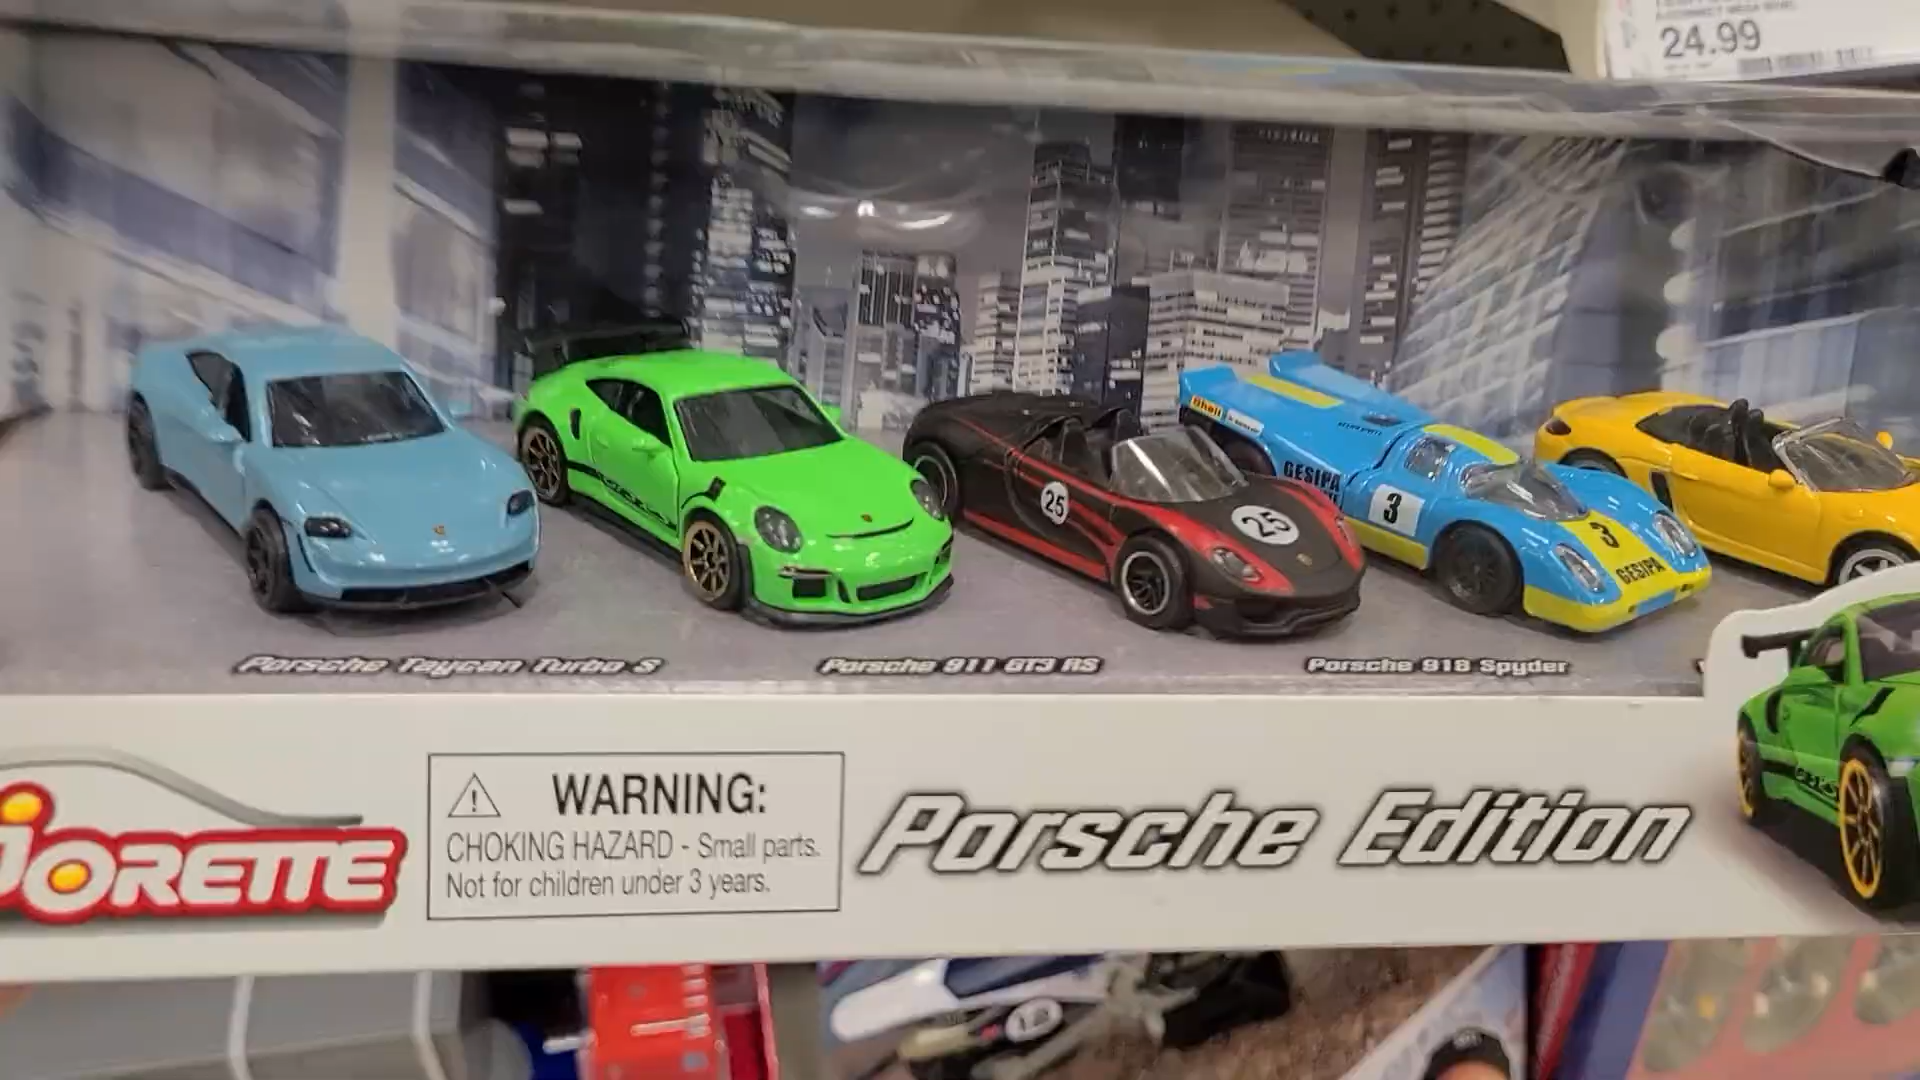 24.99
Shell
GESIPA
3
3
GESIPA
25
25
Porsche Taycan Turbo S
Porsche 911 GT3 RS
Porsche 918 Spyder
JORETTE
WARNING:
CHOKING HAZARD - Small parts.
Not for children under 3 years.
Porsche Edition